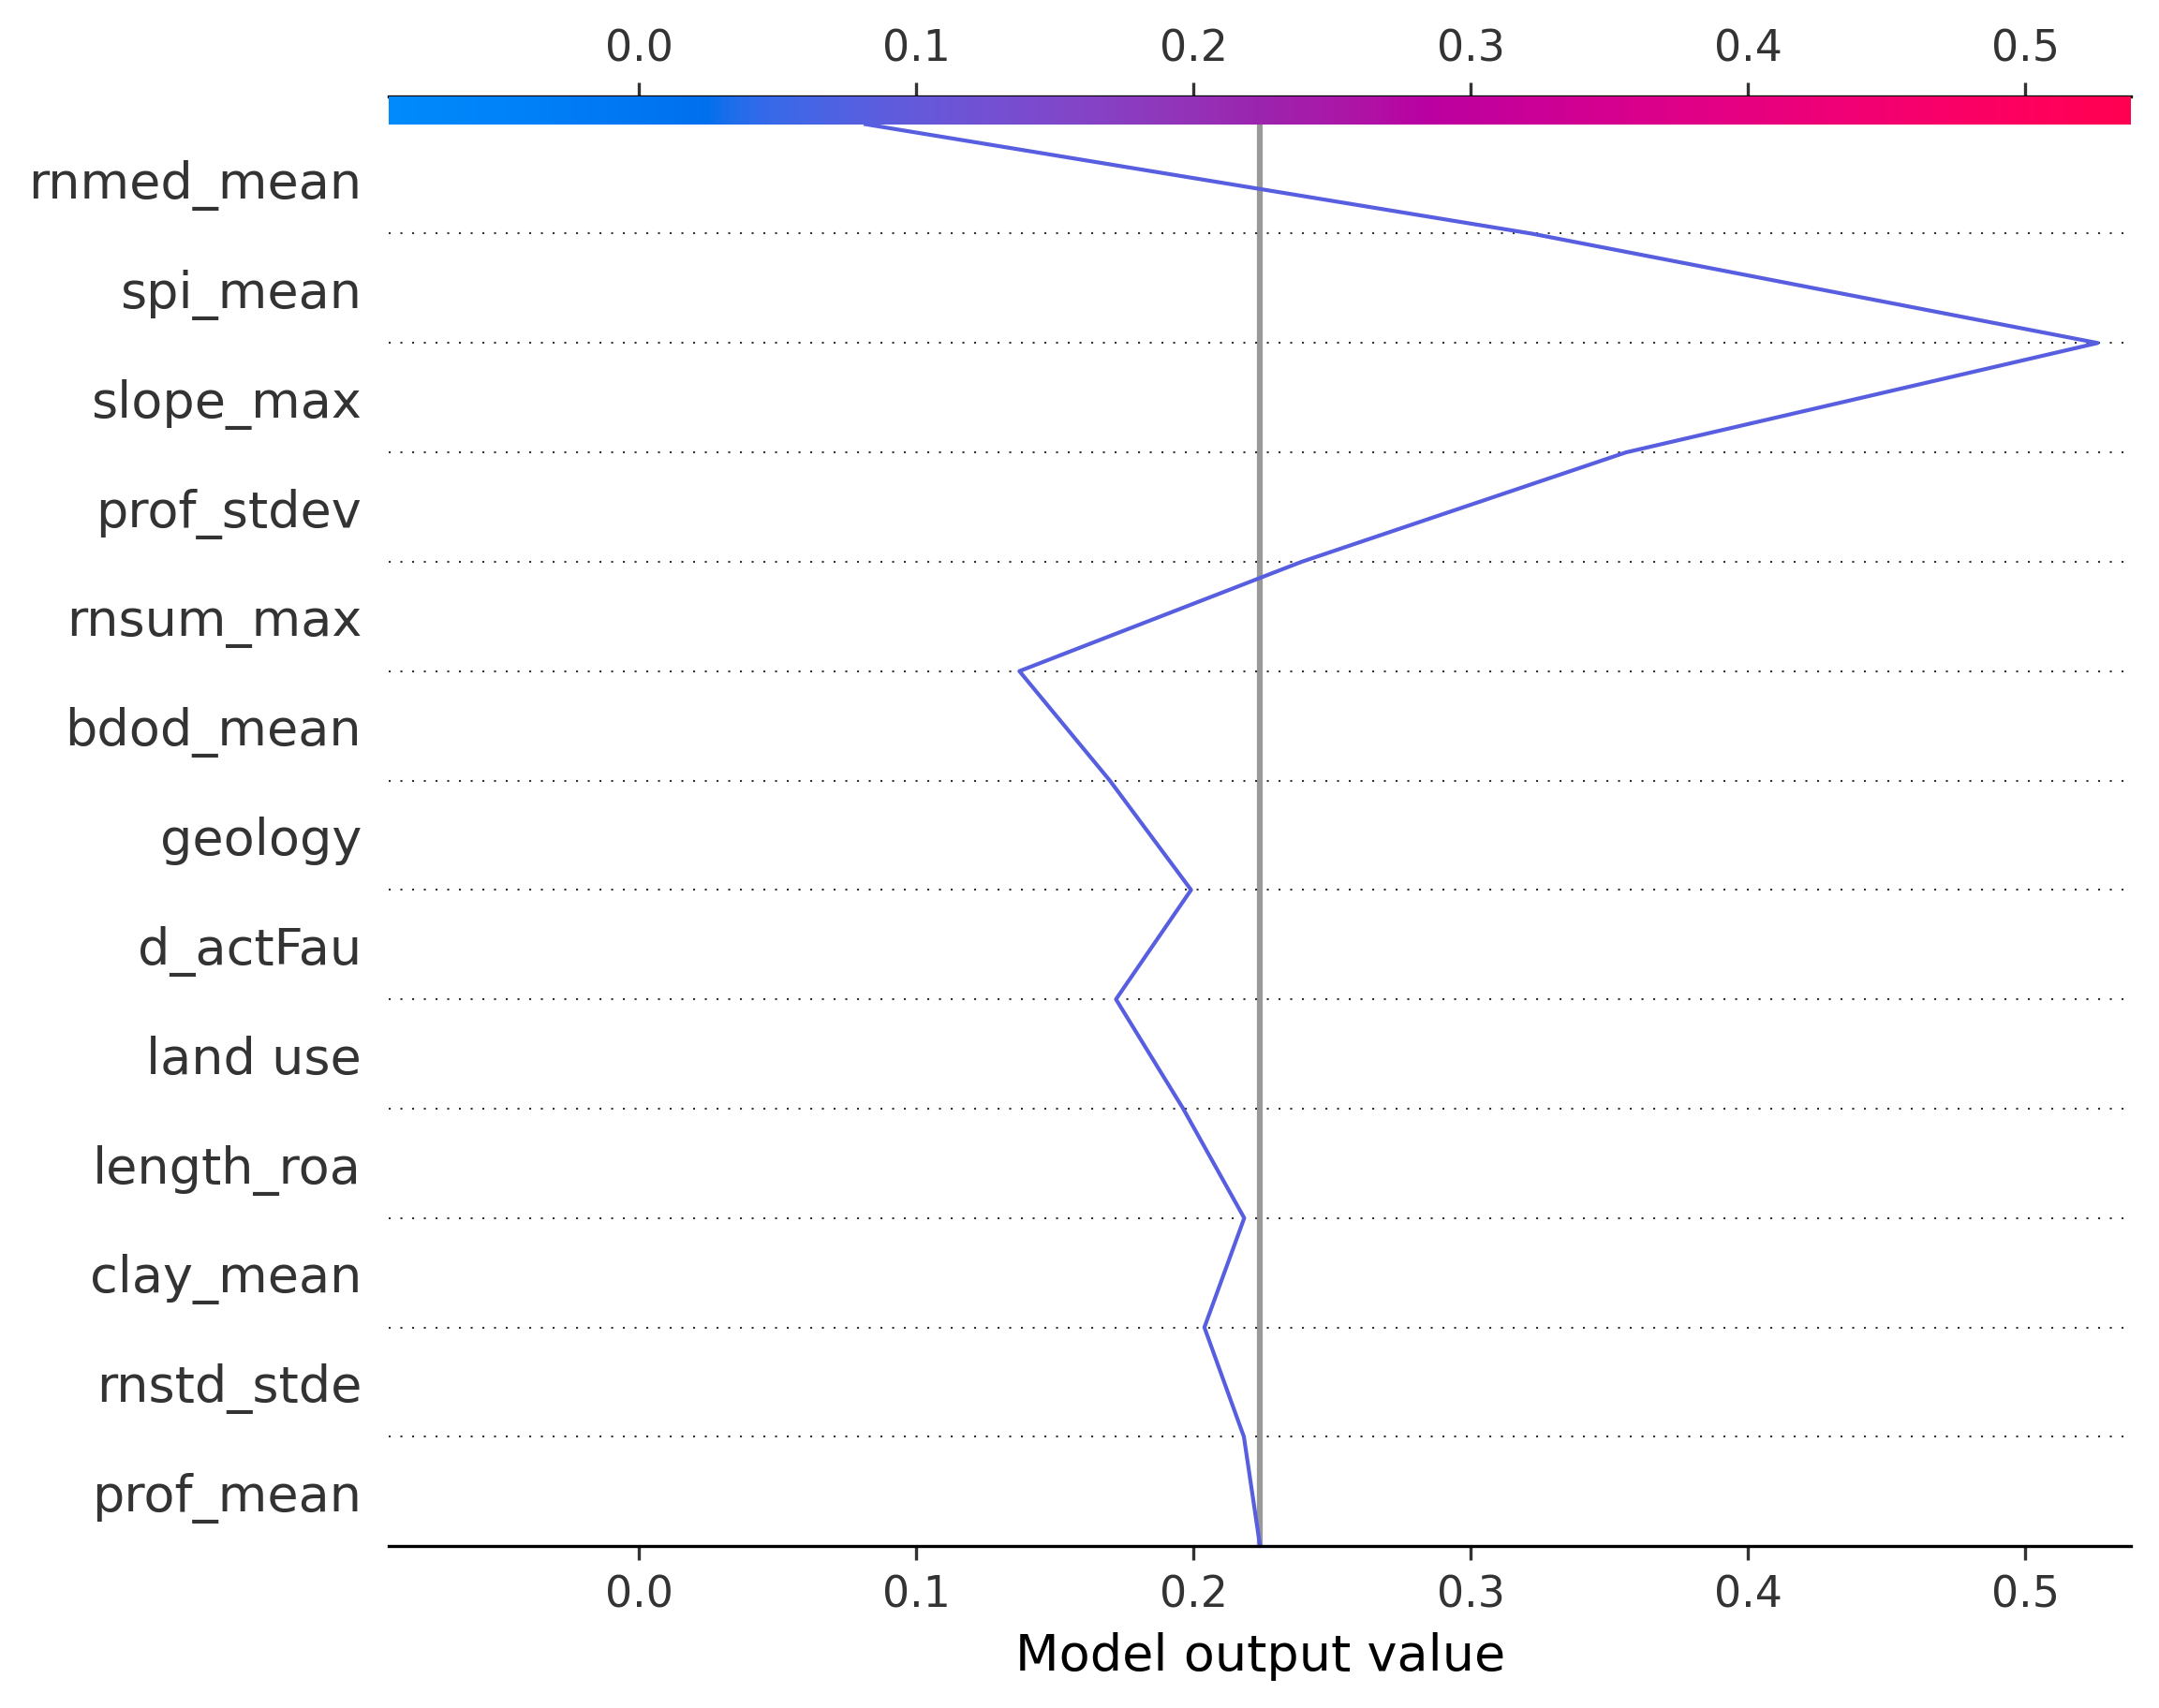 0.0 0.1 0.2 0.3 0.4 0.5
rnmed_mean
spi_mean
slope_max
prof_stdev
rnsum_max
bdod_mean
geology
d_actFau
land use
length_roa
clay_mean
rnstd_stde
prof_mean
0.0 0.1 0.2 0.3 0.4 0.5
Model output value